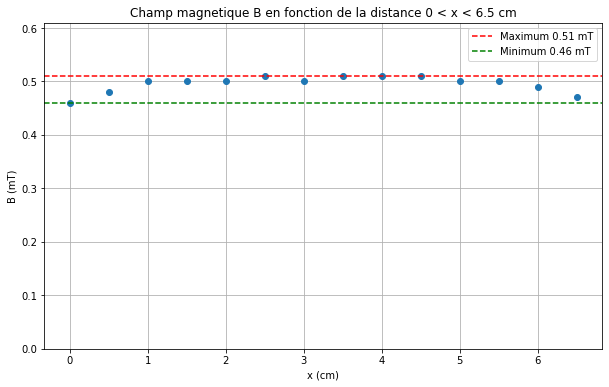 Champ magnetique B en fonction de la distance 0 < x < 6.5 cm
Maximum 0.51 mT
Minimum 0.46 mT
B (mT)
0.6
0.5
0.4
0.3
0.2
0.1
0.0
0 1 2 3 4 5 6
x (cm)